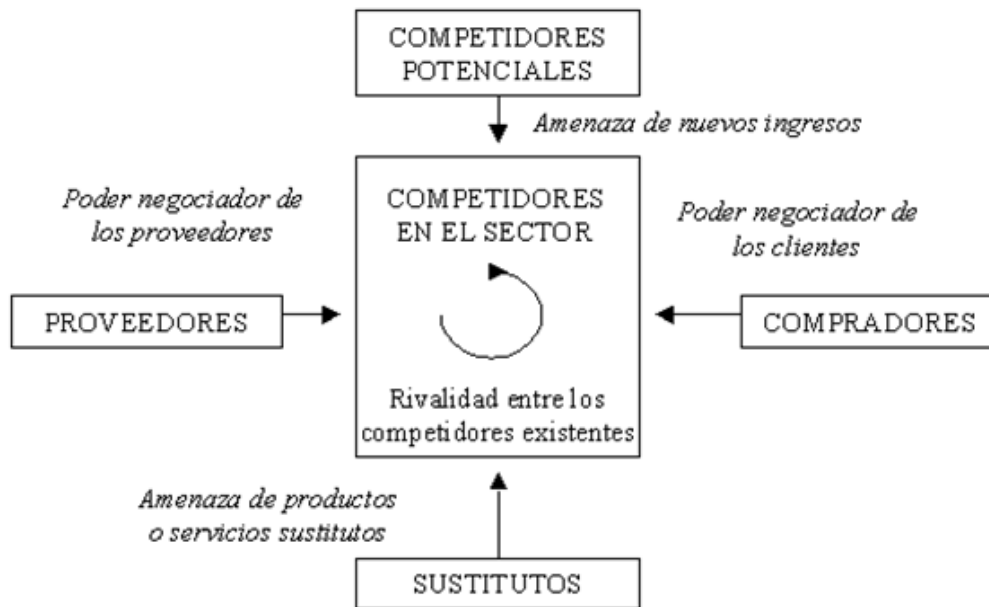 COMPETIDORES
POTENCIALES
Amenaza de nuevos ingresos
Poder negociador de
los proveedores
COMPETIDORES
EN EL SECTOR
Poder negociador de
los clientes
PROVEEDORES
COMPRADORES
Rivalidad entre los
competidores existentes
Amenaza de productos
o servicios sustitutos
SUSTITUTOS